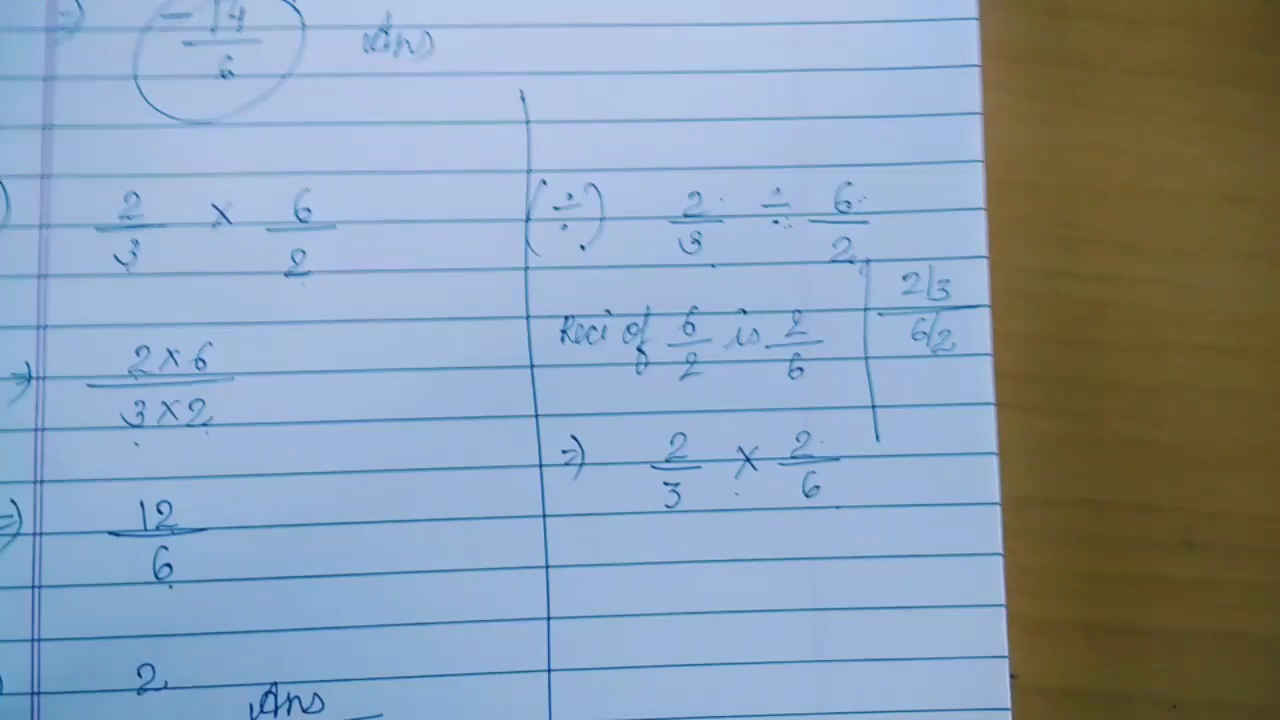 =) -14/6 Ans
) 2/3 × 6/2
=> 2×6/3×2
=) 12/6
2 Ans
(÷) 2/3 ÷ 6/2
Reci of 6/2 is 2/6
2/3/6/2
=) 2/3 × 2/6